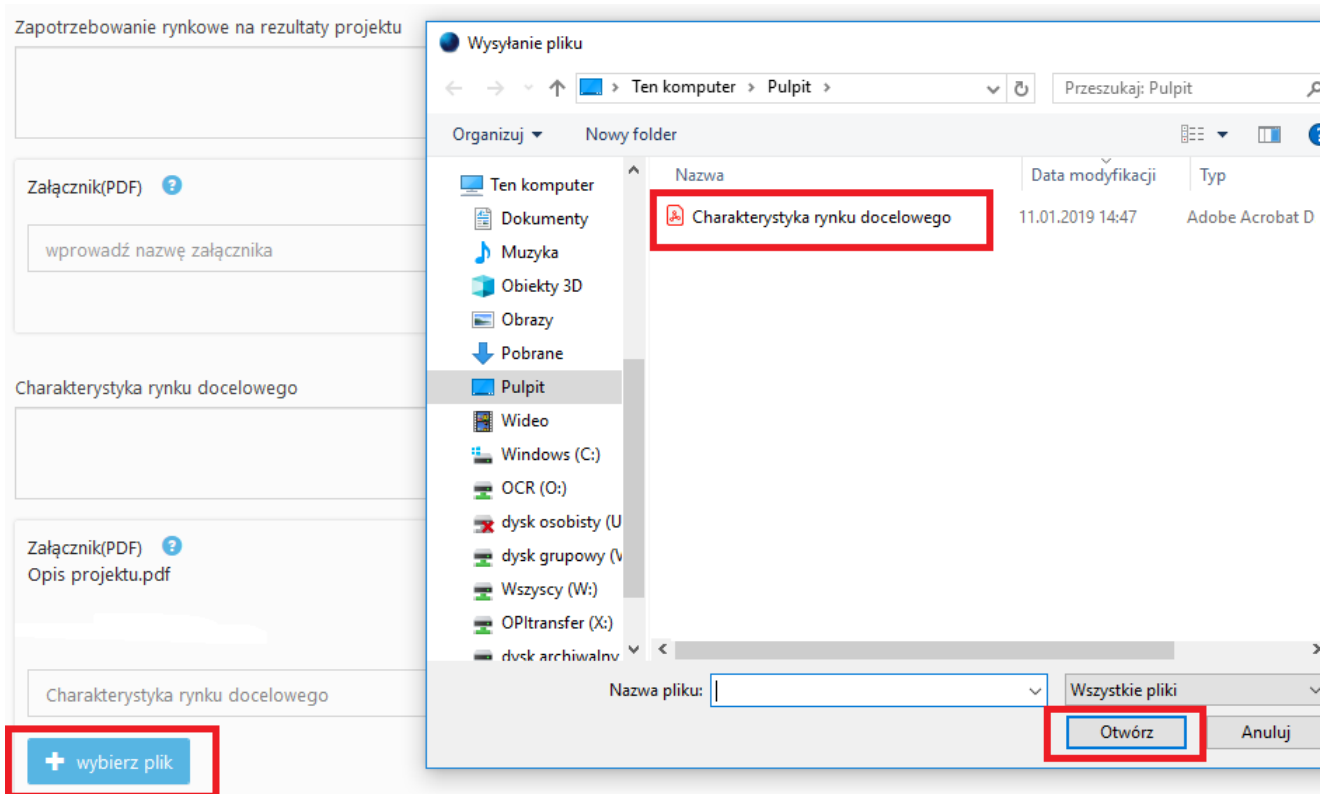 Zapotrzebowanie rynkowe na rezultaty projektu
Załącznik(PDF) ?
wprowadź nazwę załącznika
Charakterystyka rynku docelowego
Załącznik(PDF) ?
Opis projektu.pdf
Charakterystyka rynku docelowego
+ wybierz plik
Wysyłanie pliku
Ten komputer > Pulpit >
Przeszukaj: Pulpit
Organizuj
Nowy folder
?
Ten komputer
Dokumenty
Muzyka
Obiekty 3D
Obrazy
Pobrane
Pulpit
Wideo
Windows (C:)
OCR (O:)
dysk osobisty (U
dysk grupowy (V
Wszyscy (W:)
OPItransfer (X:)
dysk archiwalny
Nazwa
Data modyfikacji
Typ
Charakterystyka rynku docelowego
11.01.2019 14:47
Adobe Acrobat D
Nazwa pliku:
Wszystkie pliki
Otwórz
Anuluj